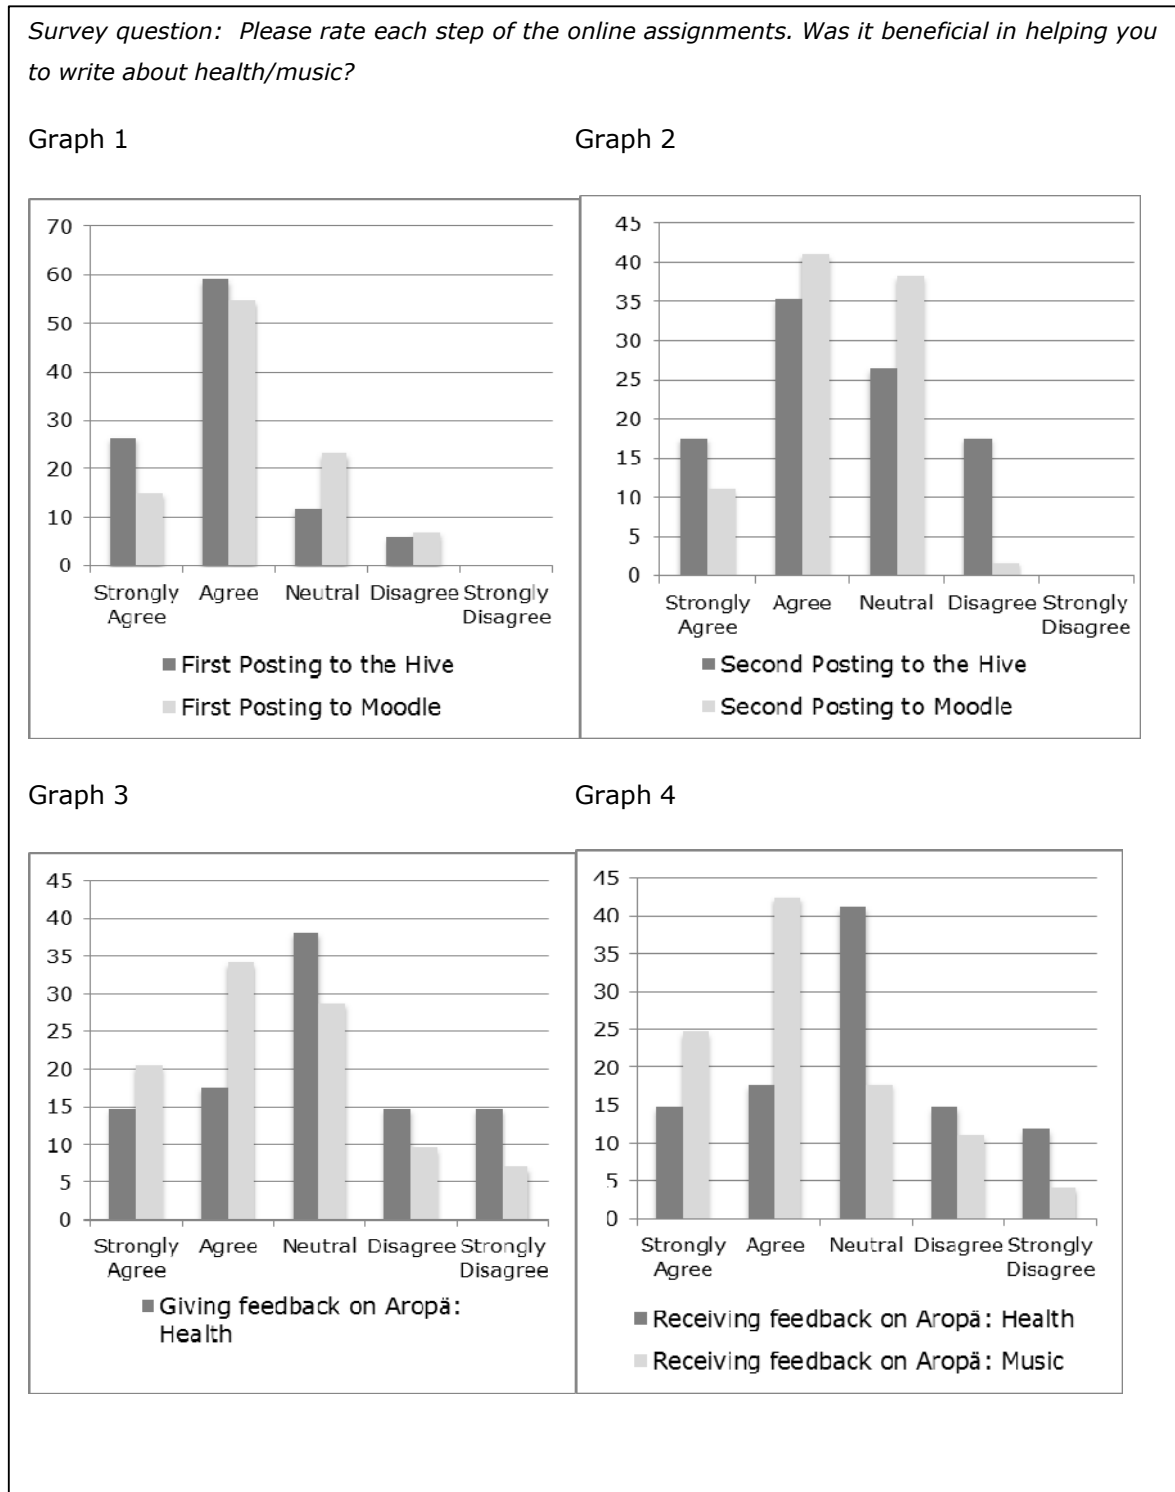 Survey question: Please rate each step of the online assignments. Was it beneficial in helping you
to write about health/music?
Graph 1
Graph 2
70
60
50
40
30
20
10
0
Strongly Agree
Agree
Neutral
Disagree
Strongly Disagree
First Posting to the Hive
First Posting to Moodle
45
40
35
30
25
20
15
10
5
0
Strongly Agree
Agree
Neutral
Disagree
Strongly Disagree
Second Posting to the Hive
Second Posting to Moodle
Graph 3
Graph 4
45
40
35
30
25
20
15
10
5
0
Strongly Agree
Agree
Neutral
Disagree
Strongly Disagree
Giving feedback on Aropä:
Health
45
40
35
30
25
20
15
10
5
0
Strongly Agree
Agree
Neutral
Disagree
Strongly Disagree
Receiving feedback on Aropä: Health
Receiving feedback on Aropä: Music